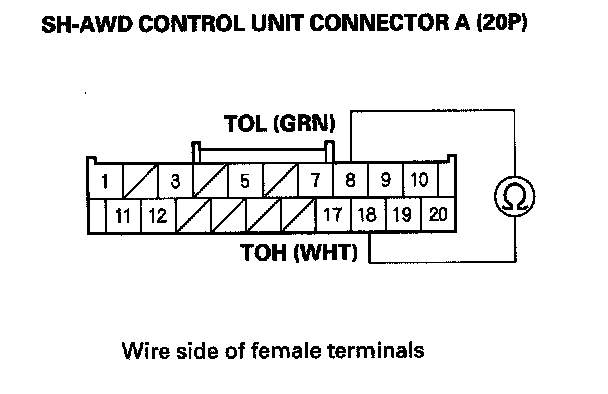 SH-AWD CONTROL UNIT CONNECTOR A (20P)
TOL (GRN)
1 3 5 7 8 9 10
11 12 17 18 19 20
Ω
TOH (WHT)
Wire side of female terminals